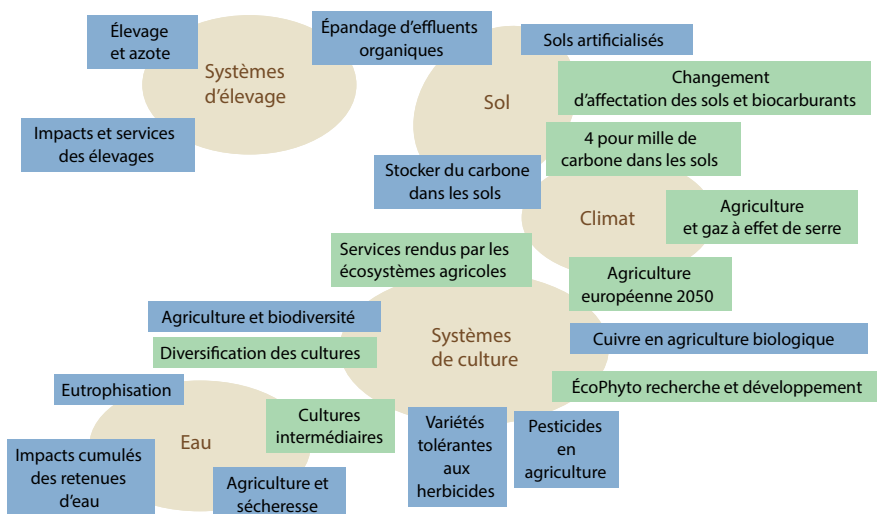 Élevage
et azote
Épandage d'effluents
organiques
Sols artificialisés
Systèmes
d'élevage
Sol
Changement
d'affectation des sols et biocarburants
Impacts et services
des élevages
4 pour mille de
carbone dans les sols
Stocker du carbone
dans les sols
Climat
Agriculture
et gaz à effet de serre
Services rendus par les
écosystèmes agricoles
Agriculture
européenne 2050
Agriculture et biodiversité
Systèmes
de culture
Cuivre en agriculture biologique
Diversification des cultures
Eutrophisation
ÉcoPhyto recherche et développement
Cultures
intermédiaires
Eau
Variétés
tolérantes
aux
herbicides
Pesticides
en
agriculture
Impacts cumulés
des retenues
d'eau
Agriculture et
sécheresse